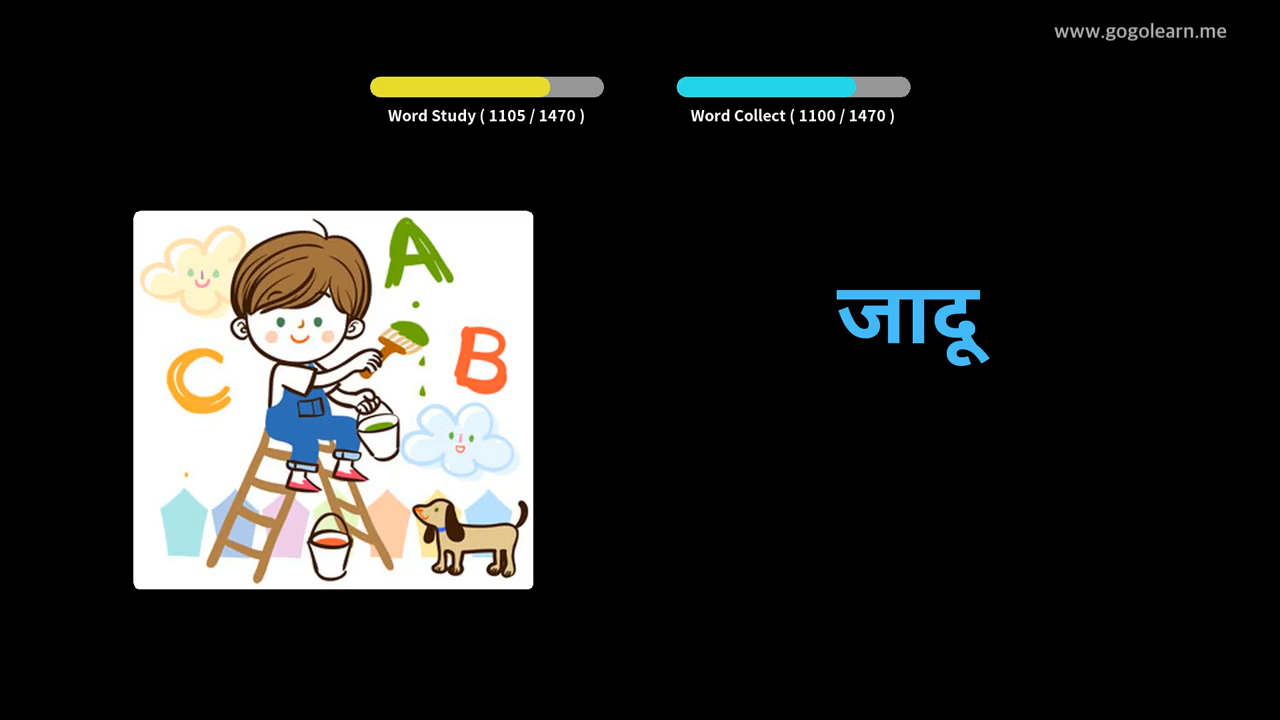 www.gogolearn.me
Word Study ( 1105 / 1470 )
Word Collect ( 1100 / 1470 )
A
B
C
जादू